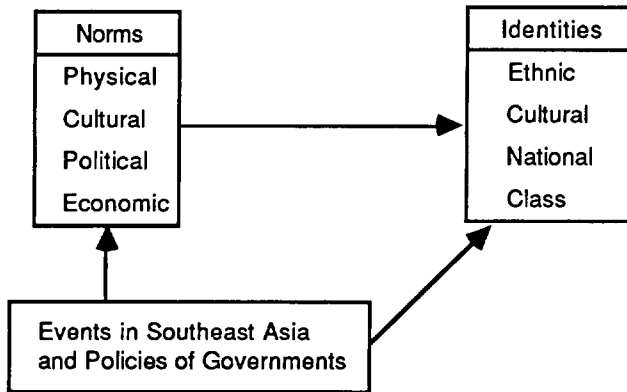 Norms
Physical
Cultural
Political
Economic
Identities
Ethnic
Cultural
National
Class
Events in Southeast Asia
and Policies of Governments